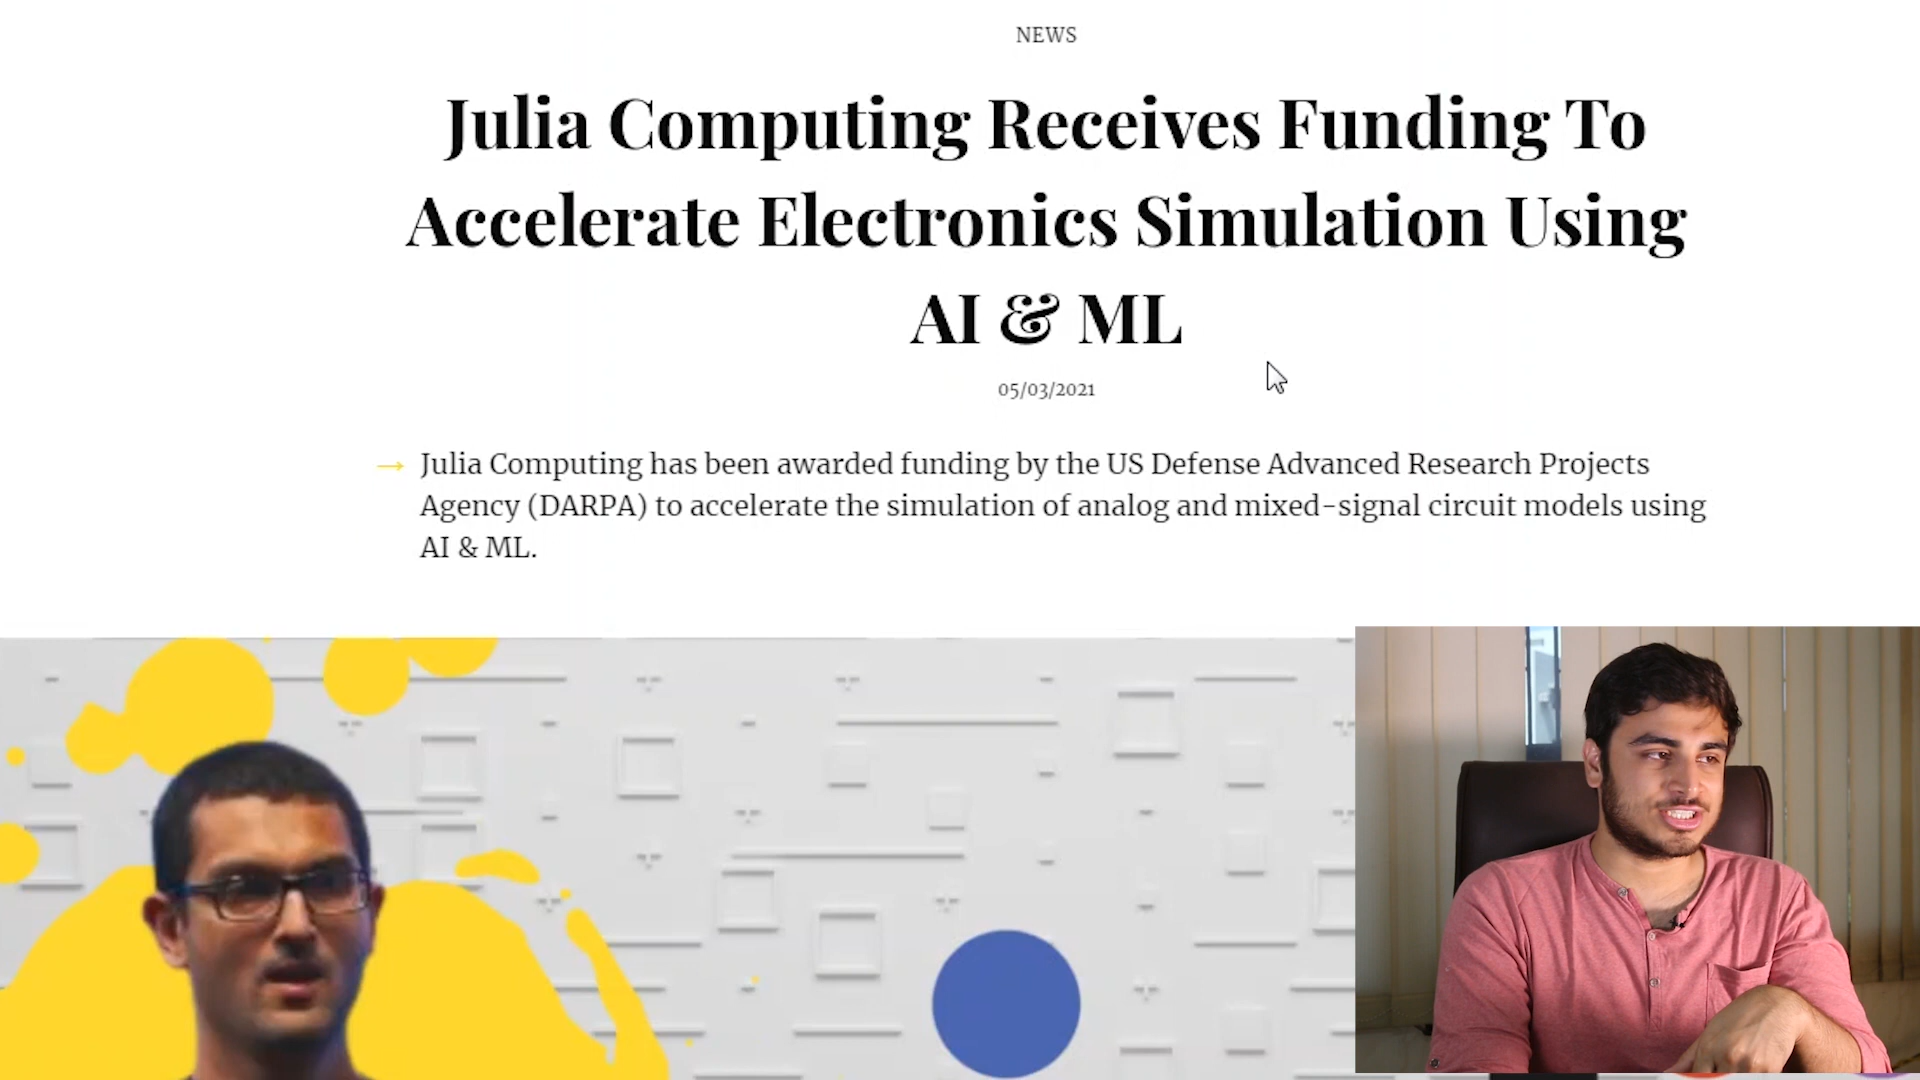 NEWS
Julia Computing Receives Funding To
Accelerate Electronics Simulation Using
AI & ML
05/03/2021
→ Julia Computing has been awarded funding by the US Defense Advanced Research Projects
Agency (DARPA) to accelerate the simulation of analog and mixed-signal circuit models using
AI & ML.